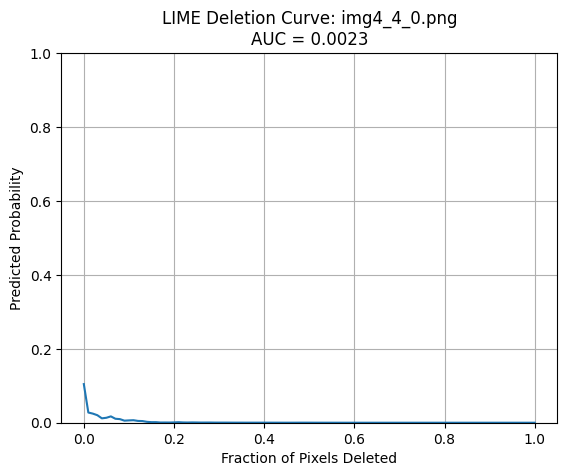 LIME Deletion Curve: img4_4_0.png
AUC = 0.0023
1.0
0.8
0.6
0.4
0.2
0.0
Predicted Probability
0.0 0.2 0.4 0.6 0.8 1.0
Fraction of Pixels Deleted